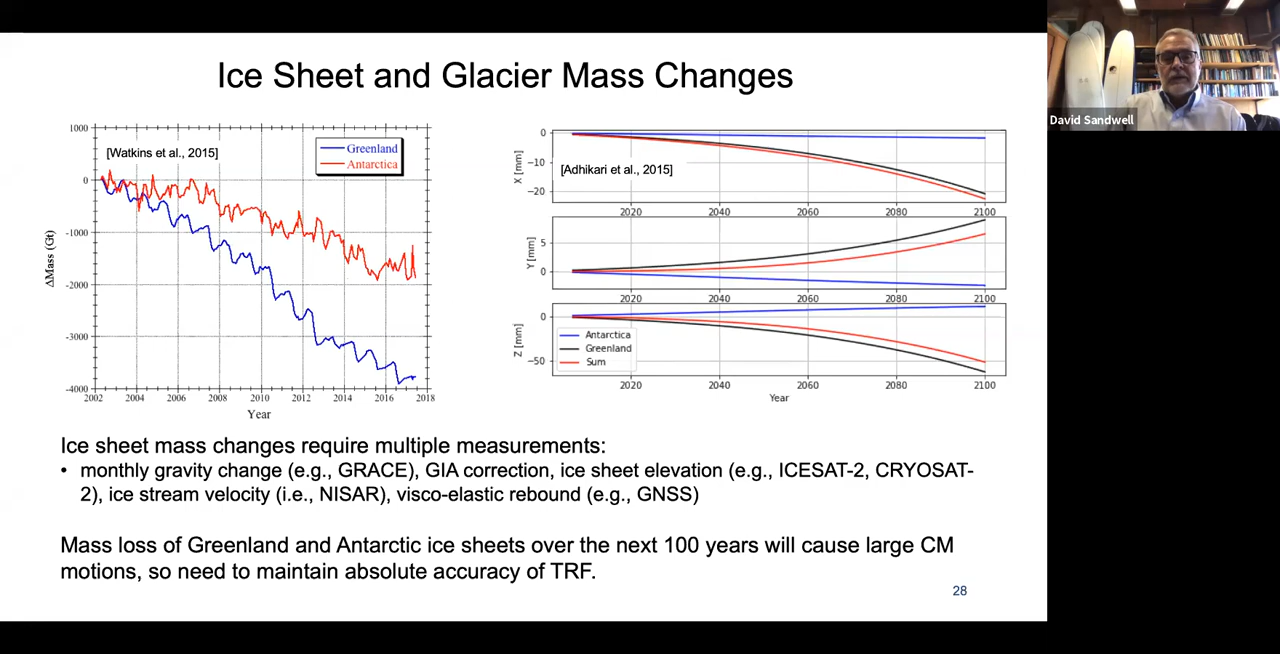 Ice Sheet and Glacier Mass Changes
David Sandwell
1000
0
-1000
-2000
-3000
-4000
ΔMass (Gt)
[Watkins et al., 2015]
Greenland
Antarctica
2002 2004 2006 2008 2010 2012 2014 2016 2018
Year
X [mm]
0
−10
−20
[Adhikari et al., 2015]
2020 2040 2060 2080 2100
Y [mm]
5
0
2020 2040 2060 2080 2100
Z [mm]
0
−50
Antarctica
Greenland
Sum
2020 2040 2060 2080 2100
Year
Ice sheet mass changes require multiple measurements:
• monthly gravity change (e.g., GRACE), GIA correction, ice sheet elevation (e.g., ICESAT-2, CRYOSAT-
2), ice stream velocity (i.e., NISAR), visco-elastic rebound (e.g., GNSS)
Mass loss of Greenland and Antarctic ice sheets over the next 100 years will cause large CM
motions, so need to maintain absolute accuracy of TRF.
28